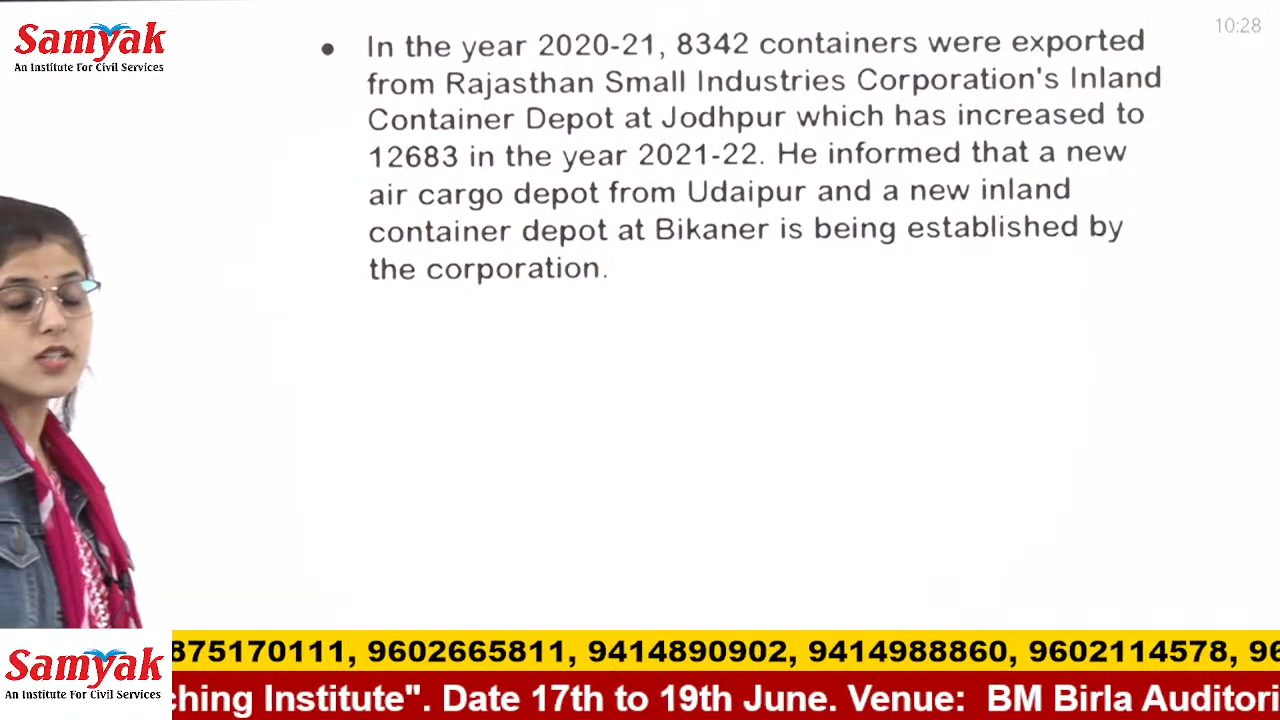 Samyak
An Institute For Civil Services
10:28
• In the year 2020-21, 8342 containers were exported
from Rajasthan Small Industries Corporation's Inland
Container Depot at Jodhpur which has increased to
12683 in the year 2021-22. He informed that a new
air cargo depot from Udaipur and a new inland
container depot at Bikaner is being established by
the corporation.
Samyak
An Institute For Civil Services
875170111, 9602665811, 9414890902, 9414988860, 9602114578, 96
ching Institute". Date 17th to 19th June. Venue: BM Birla Auditori